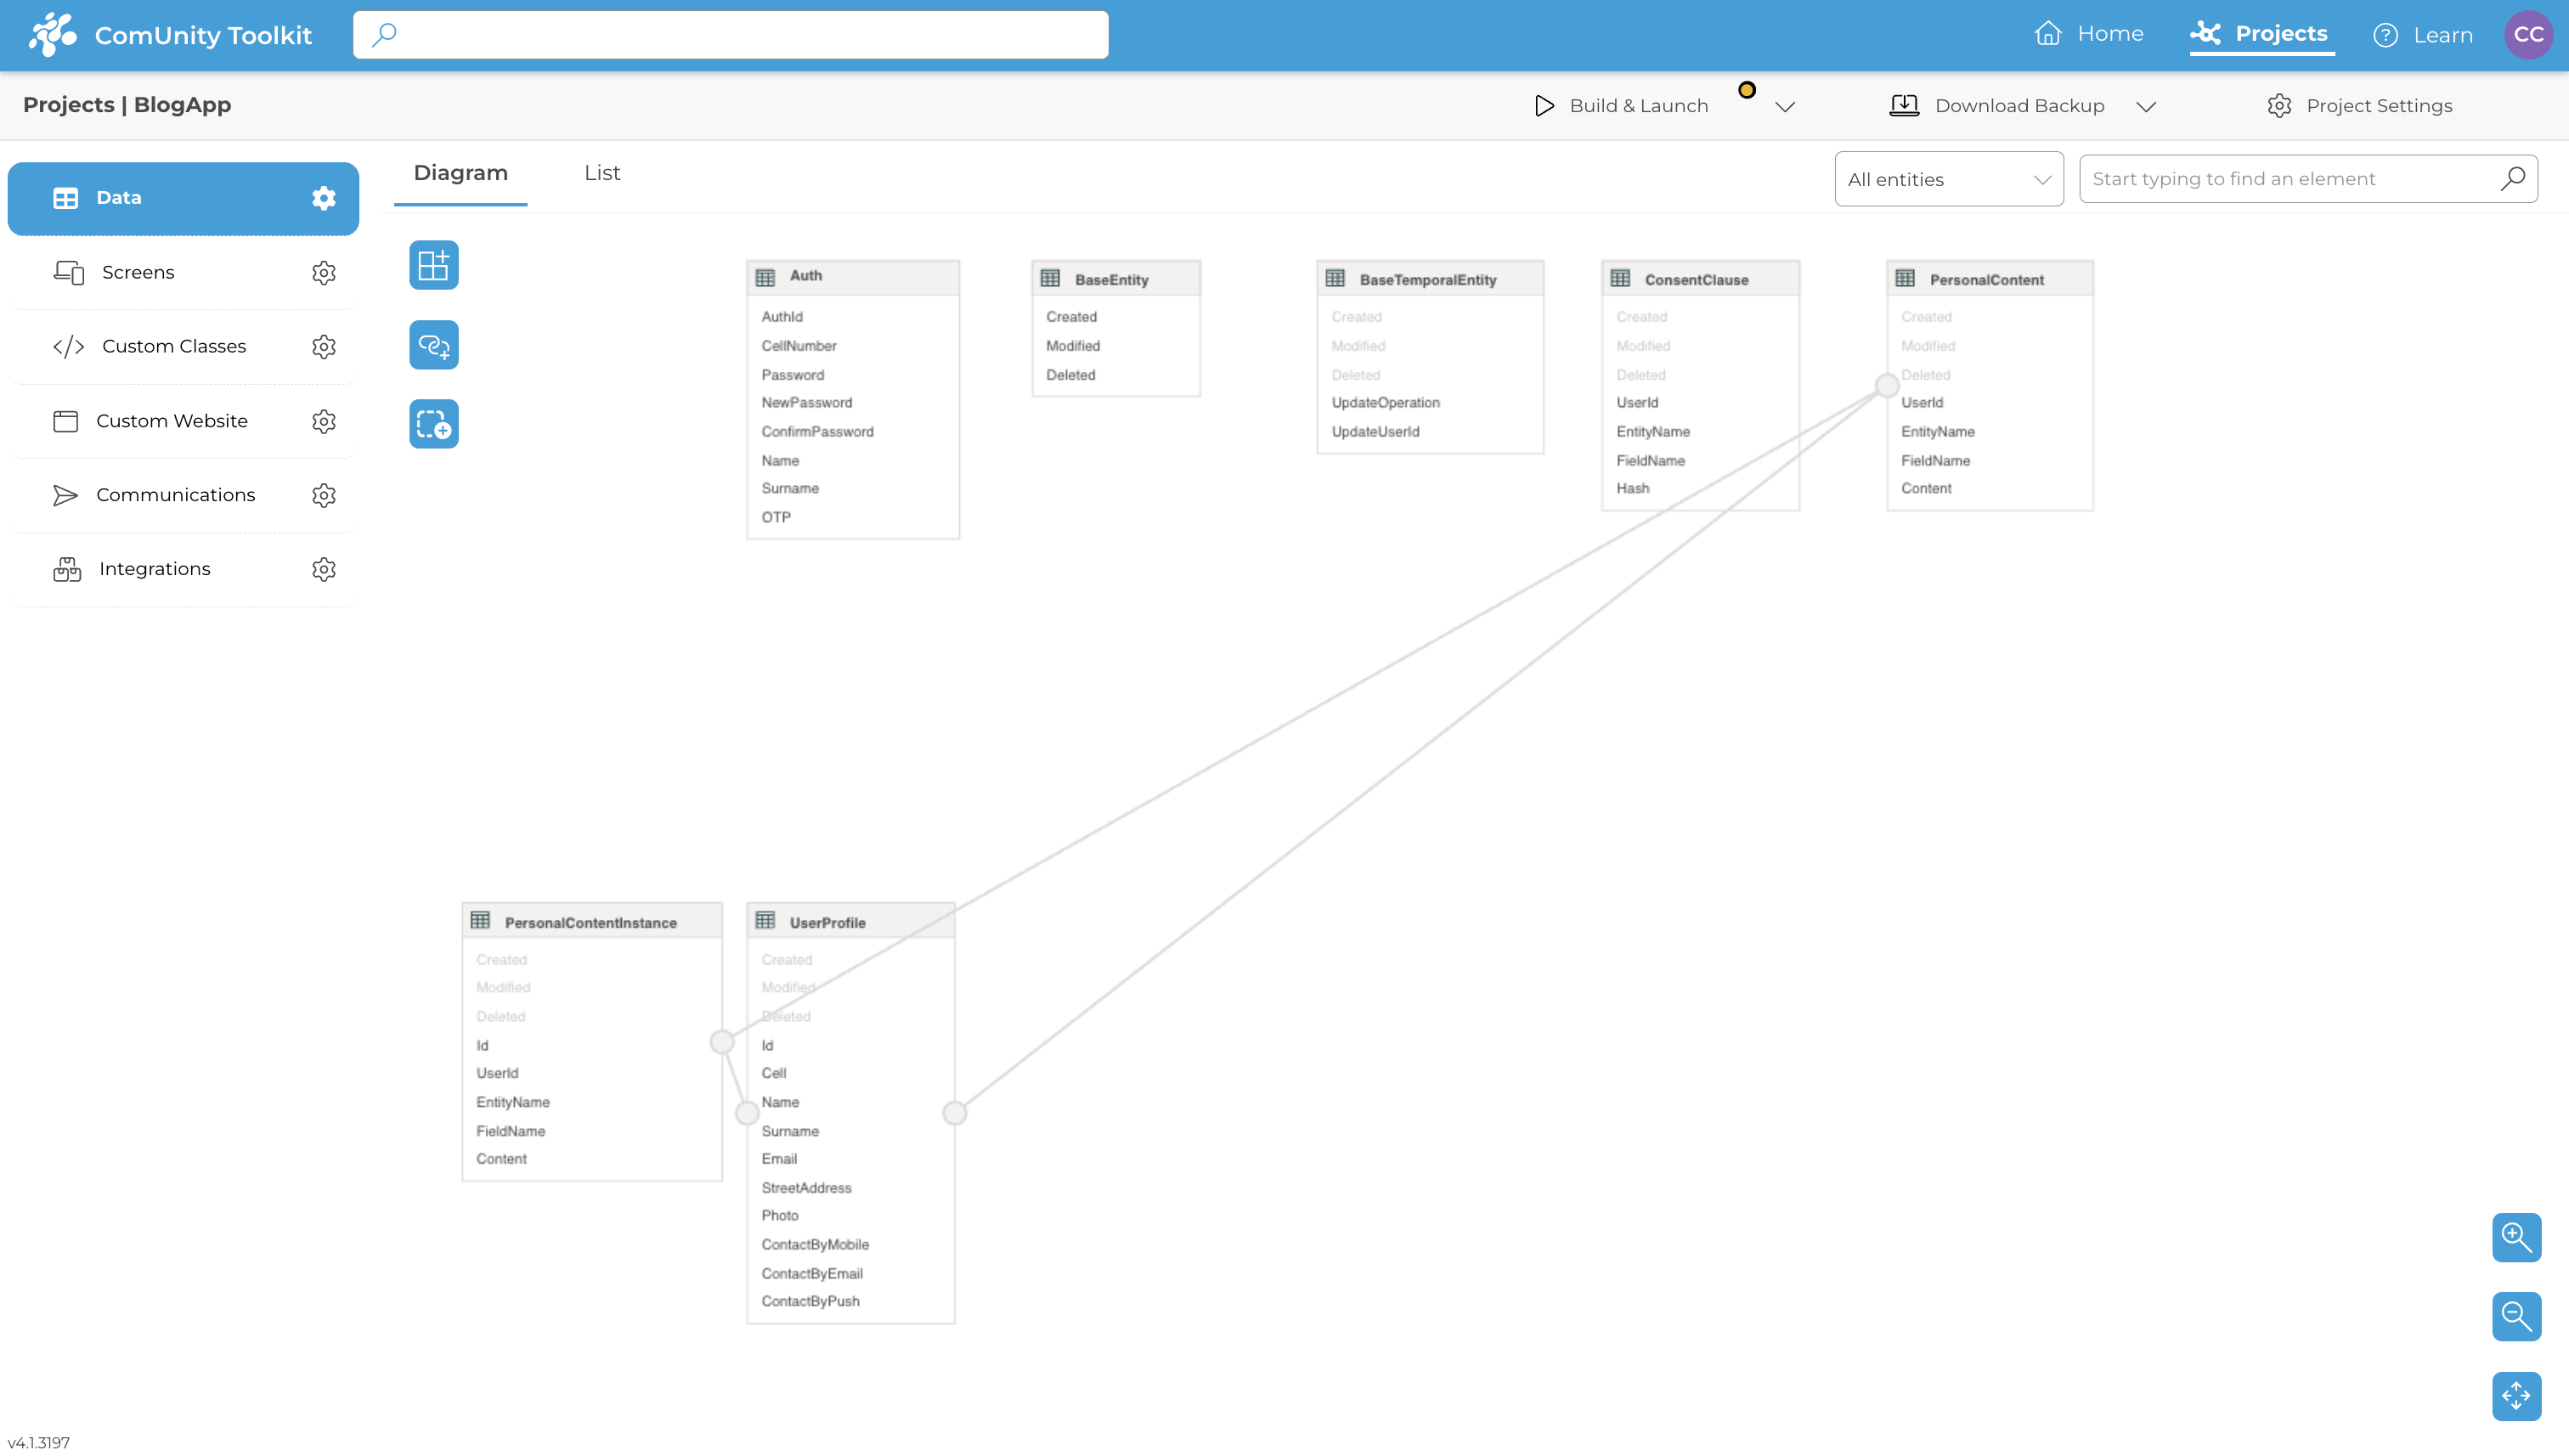 ComUnity Toolkit
Home
Projects
Learn
CC
Projects | BlogApp
Build & Launch
Download Backup
Project Settings
Data
Screens
Custom Classes
Custom Website
Communications
Integrations
Diagram
List
All entities
Start typing to find an element
Auth
AuthId
CellNumber
Password
NewPassword
ConfirmPassword
Name
Surname
OTP
BaseEntity
Created
Modified
Deleted
BaseTemporalEntity
Created
Modified
Deleted
UpdateOperation
UpdateUserId
ConsentClause
Created
Modified
Deleted
UserId
EntityName
FieldName
Hash
PersonalContent
Created
Modified
Deleted
UserId
EntityName
FieldName
Content
PersonalContentInstance
Created
Modified
Deleted
Id
UserId
EntityName
FieldName
Content
UserProfile
Created
Modified
Deleted
Id
Cell
Name
Surname
Email
StreetAddress
Photo
ContactByMobile
ContactByEmail
ContactByPush
v4.1.3197